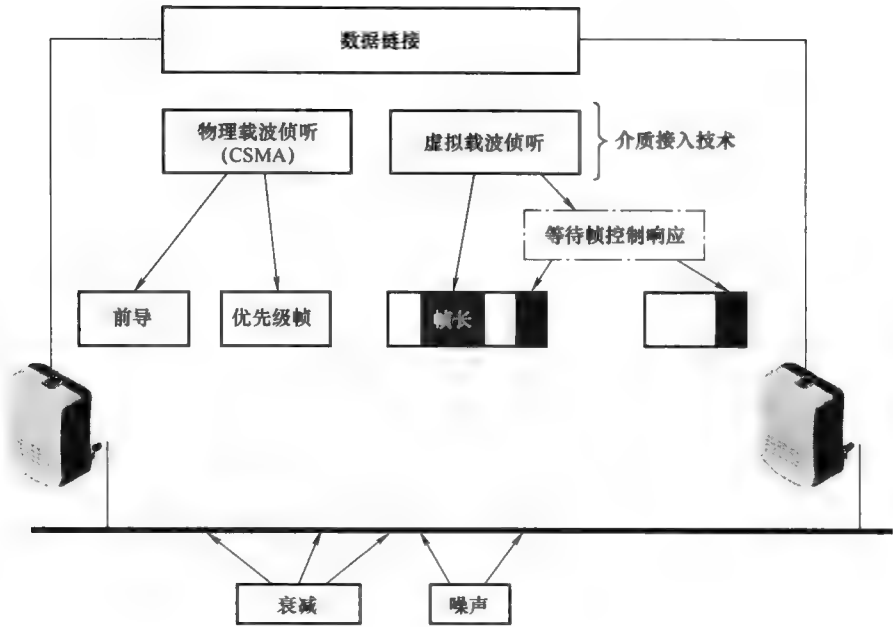 数据链接
物理载波侦听
(CSMA)
虚拟载波侦听
介质接入技术
等待帧控制响应
前导
优先级帧
帧长
衰减
噪声